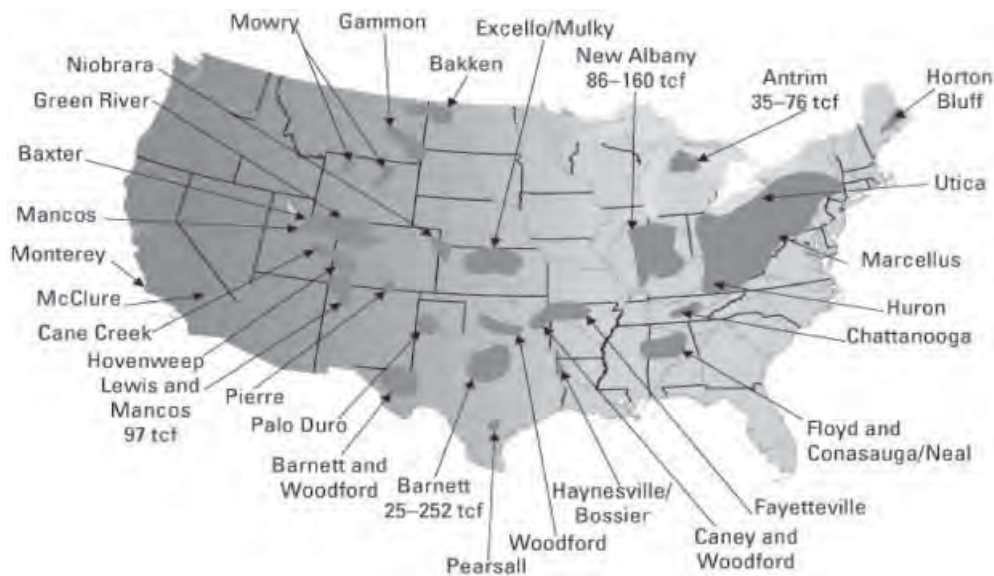 Mowry
Gammon
Excello/Mulky
Niobrara
Bakken
New Albany
86–160 tcf
Antrim
35–76 tcf
Horton
Bluff
Green River
Baxter
Utica
Mancos
Monterey
Marcellus
McClure
Huron
Cane Creek
Chattanooga
Hovenweep
Lewis and
Mancos
97 tcf
Pierre
Palo Duro
Floyd and
Conasauga/Neal
Barnett and
Woodford
Barnett
25–252 tcf
Haynesville/
Bossier
Fayetteville
Woodford
Caney and
Woodford
Pearsall